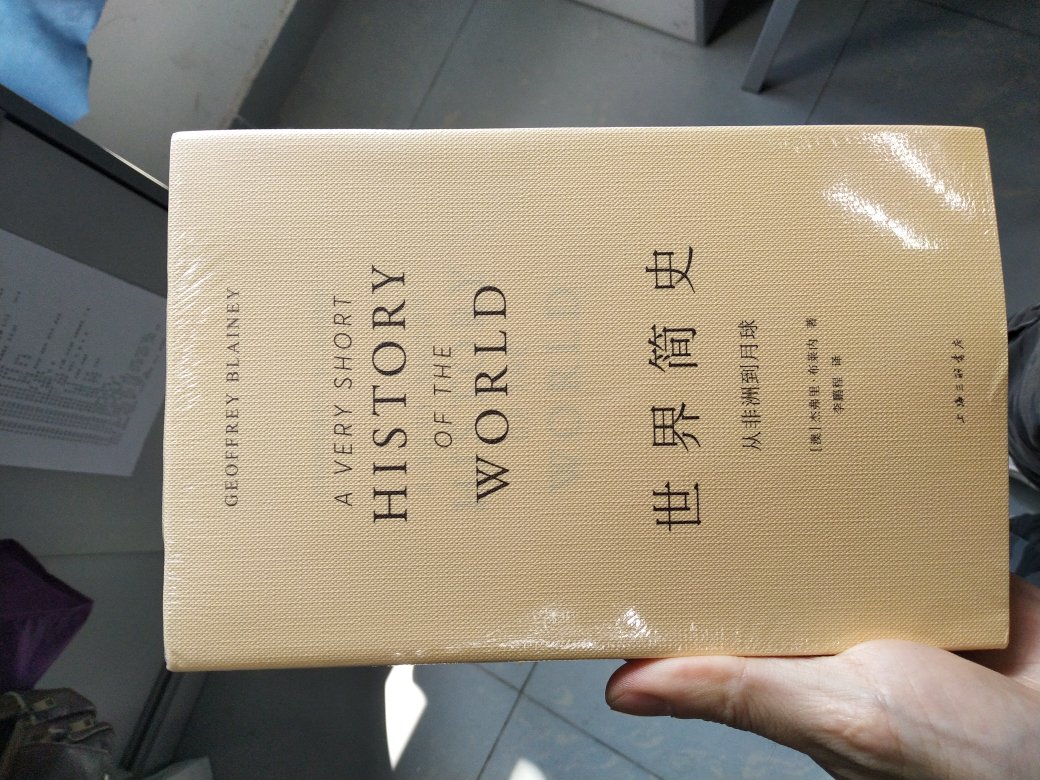 GEOFFREY BLAINEY
A VERY SHORT
HISTORY
OF THE
WORLD
世界简史
从非洲到月球
[澳] 杰弗里·布莱内 著
李鹏程 译
上海三联书店